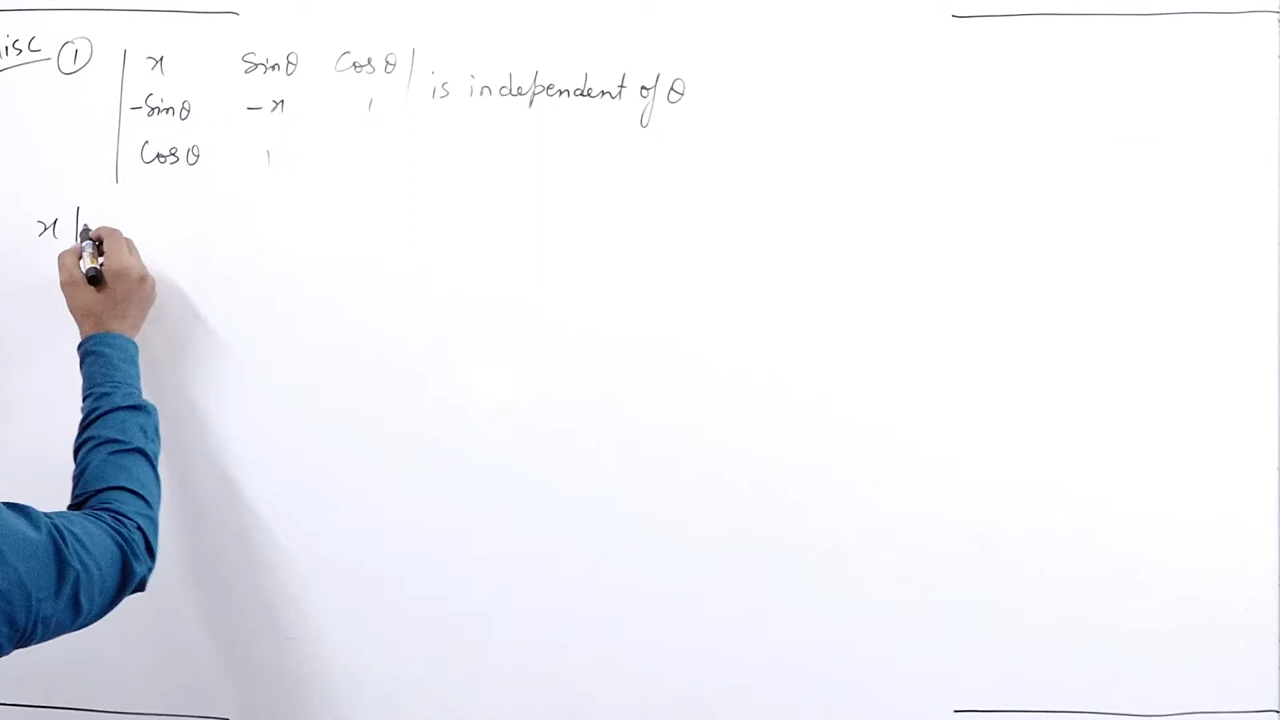 isc ① | x sinθ cosθ | is independent of θ
-sinθ -x 1
cosθ 1
x |